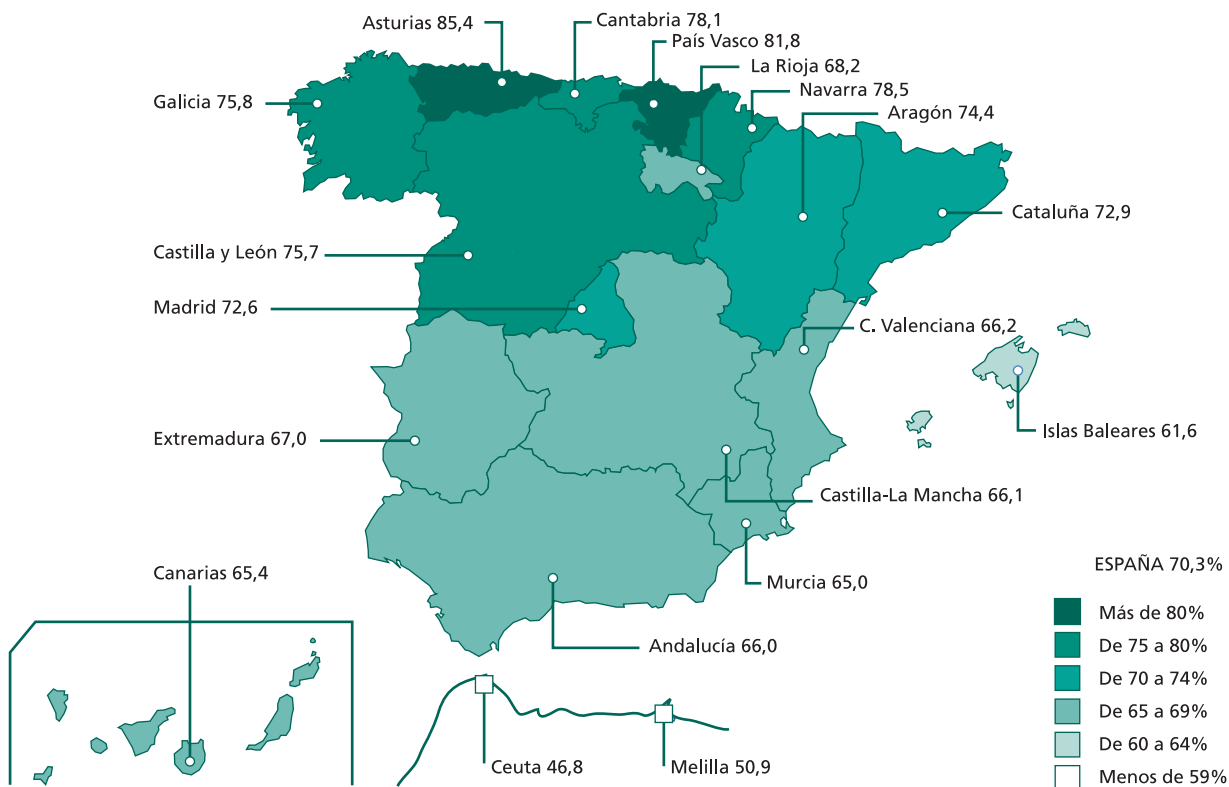 Asturias 85,4
Cantabria 78,1
País Vasco 81,8
La Rioja 68,2
Navarra 78,5
Aragón 74,4
Galicia 75,8
Cataluña 72,9
Castilla y León 75,7
Madrid 72,6
C. Valenciana 66,2
Extremadura 67,0
Islas Baleares 61,6
Castilla-La Mancha 66,1
Canarias 65,4
Murcia 65,0
Andalucía 66,0
Ceuta 46,8
Melilla 50,9
ESPAÑA 70,3%
Más de 80%
De 75 a 80%
De 70 a 74%
De 65 a 69%
De 60 a 64%
Menos de 59%